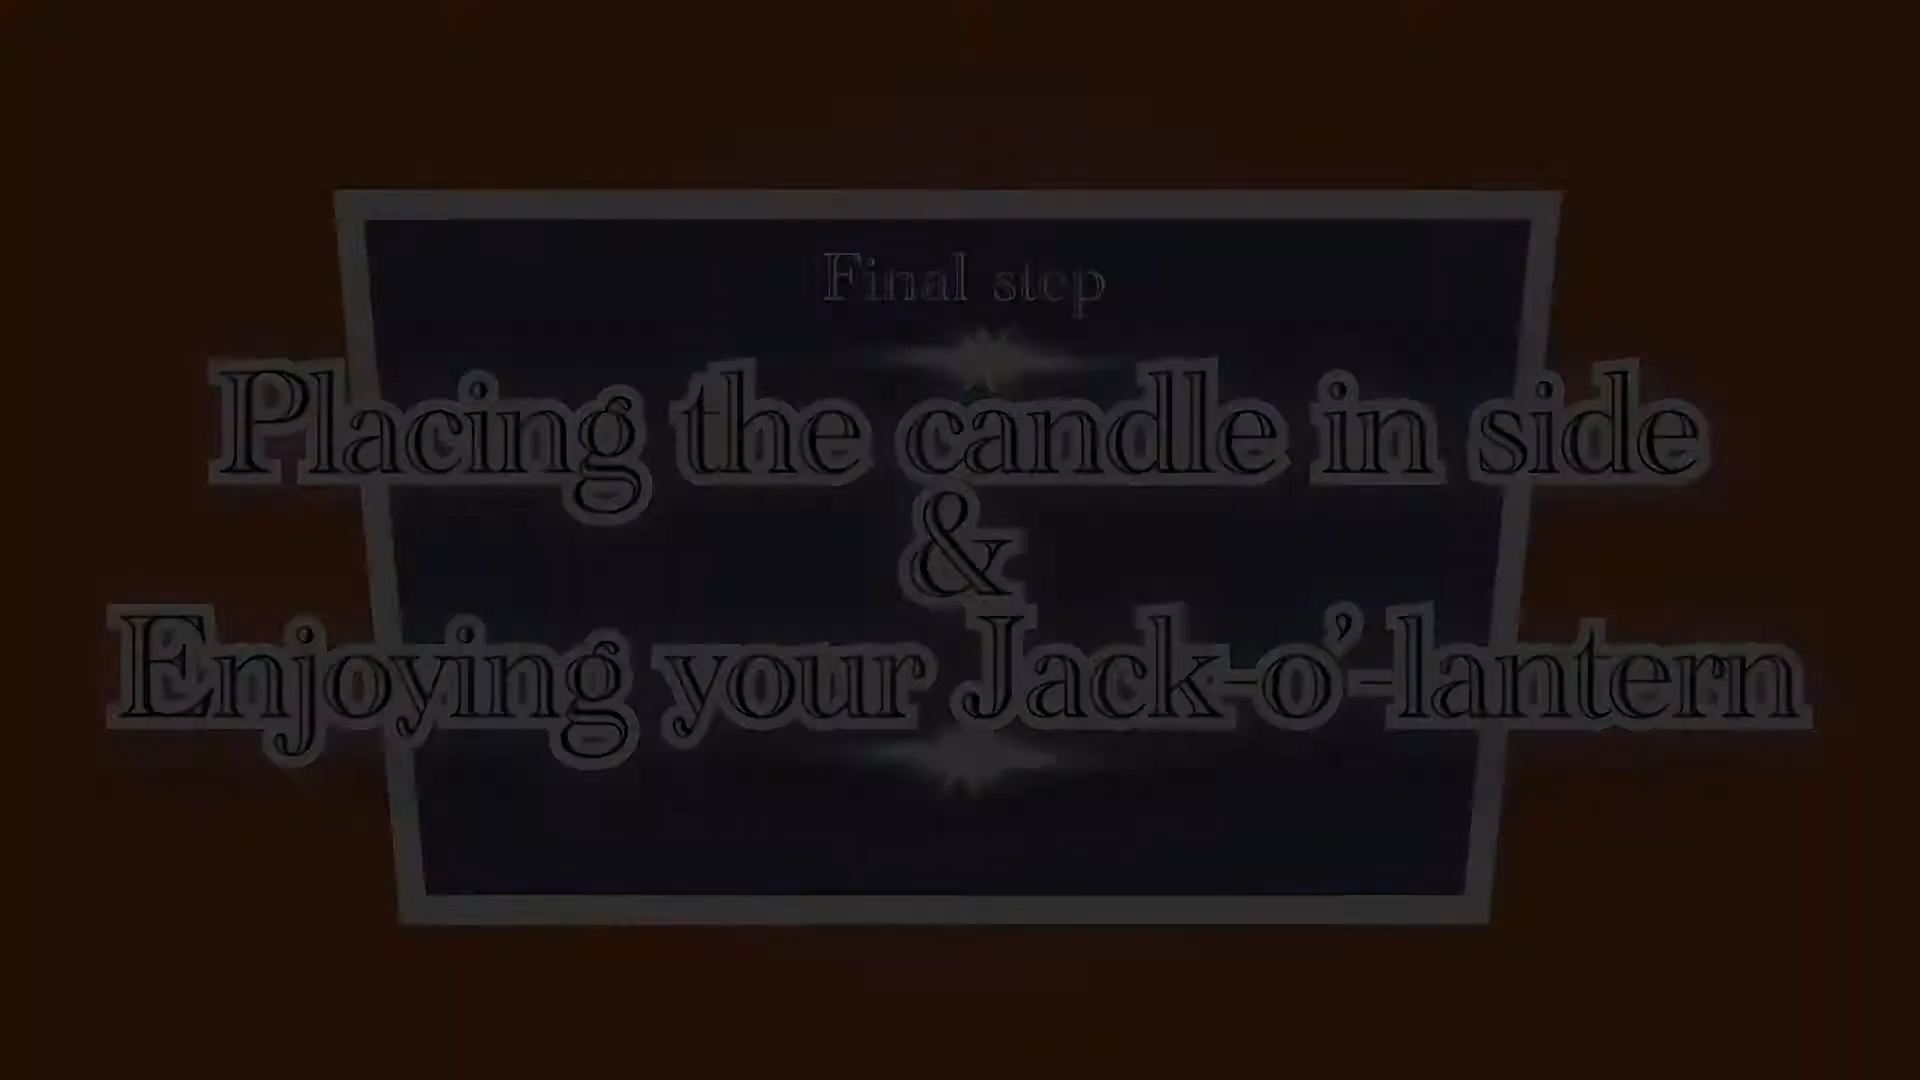 Final step
Placing the candle in side
&
Enjoying your Jack-o'-lantern